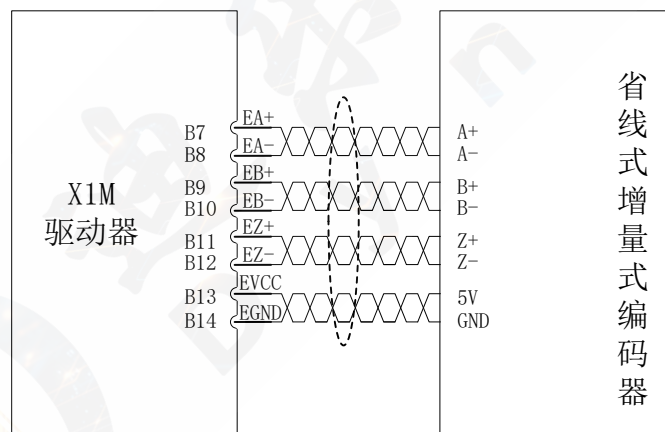 X1M
驱动器
B7 EA+ A+
B8 EA- A-
B9 EB+ B+
B10 EB- B-
B11 EZ+ Z+
B12 EZ- Z-
B13 EVCC 5V
B14 EGND GND
省线式增量式编码器